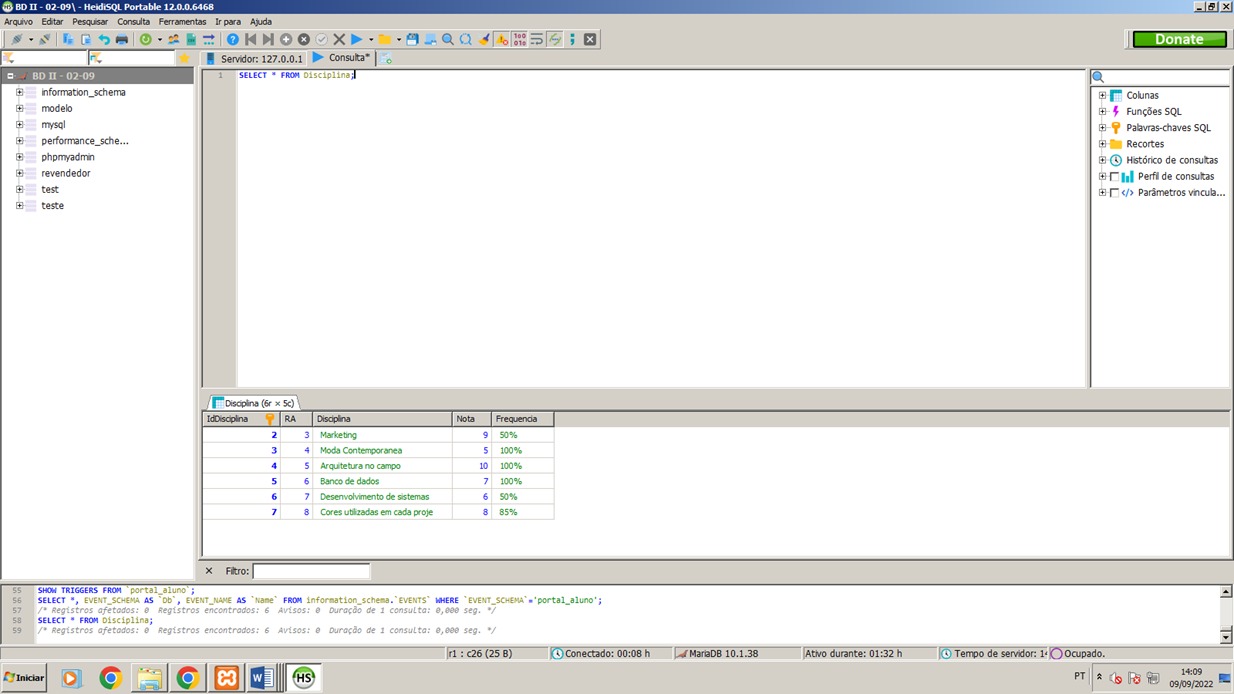 BD II - 02-09\ - HeidiSQL Portable 12.0.0.6468
Arquivo Editar Pesquisar Consulta Ferramentas Ir para Ajuda
Donate
Servidor: 127.0.0.1 Consulta*
BD II - 02-09
information_schema
modelo
mysql
performance_sche...
phpmyadmin
revendedor
test
teste
1 SELECT * FROM Disciplina;
Colunas
Funções SQL
Palavras-chaves SQL
Recortes
Histórico de consultas
Perfil de consultas
Parâmetros vincula...
Disciplina (6r × 5c)
IdDisciplina RA Disciplina Nota Frequencia
2 3 Marketing 9 50%
3 4 Moda Contemporanea 5 100%
4 5 Arquitetura no campo 10 100%
5 6 Banco de dados 7 100%
6 7 Desenvolvimento de sistemas 6 50%
7 8 Cores utilizadas em cada proje 8 85%
Filtro:
55 SHOW TRIGGERS FROM `portal_aluno`;
56 SELECT *, EVENT_SCHEMA AS `Db`, EVENT_NAME AS `Name` FROM information_schema.`EVENTS` WHERE `EVENT_SCHEMA`='portal_aluno';
57 /* Registros afetados: 0 Registros encontrados: 6 Avisos: 0 Duração de 1 consulta: 0,000 seg. */
58 SELECT * FROM Disciplina;
59 /* Registros afetados: 0 Registros encontrados: 6 Avisos: 0 Duração de 1 consulta: 0,000 seg. */
r1 : c26 (25 B) Conectado: 00:08 h MariaDB 10.1.38 Ativo durante: 01:32 h Tempo de servidor: 14 Ocupado.
Iniciar HS PT 14:09
09/09/2022